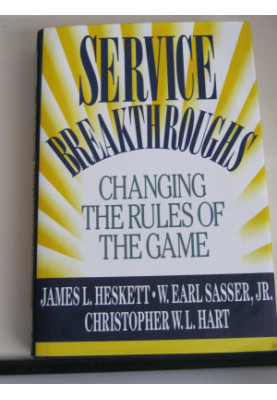 SERVICE
BREAKTHROUGHS
CHANGING
THE RULES OF
THE GAME
JAMES L. HESKETT • W. EARL SASSER, JR.
CHRISTOPHER W. L. HART